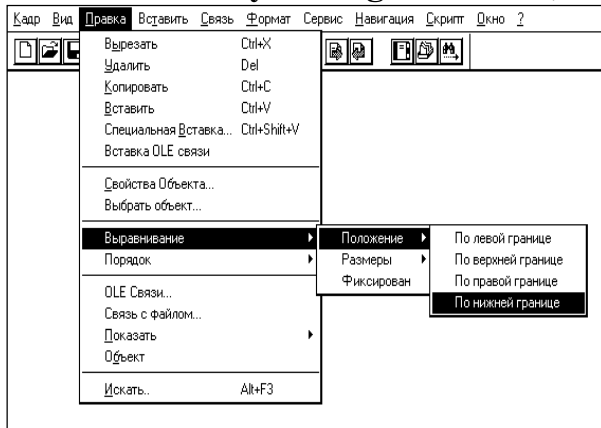 Кадр Вид Правка Вставить Связь Формат Сервис Навигация Скрипт Окно ?
Вырезать Ctrl+X
Удалить Del
Копировать Ctrl+C
Вставить Ctrl+V
Специальная Вставка... Ctrl+Shift+V
Вставка OLE связи
Свойства Объекта...
Выбрать объект...
Выравнивание
Порядок
OLE Связи...
Связь с файлом...
Показать
Объект
Искать.. Alt+F3
Положение
Размеры
Фиксирован
По левой границе
По верхней границе
По правой границе
По нижней границе